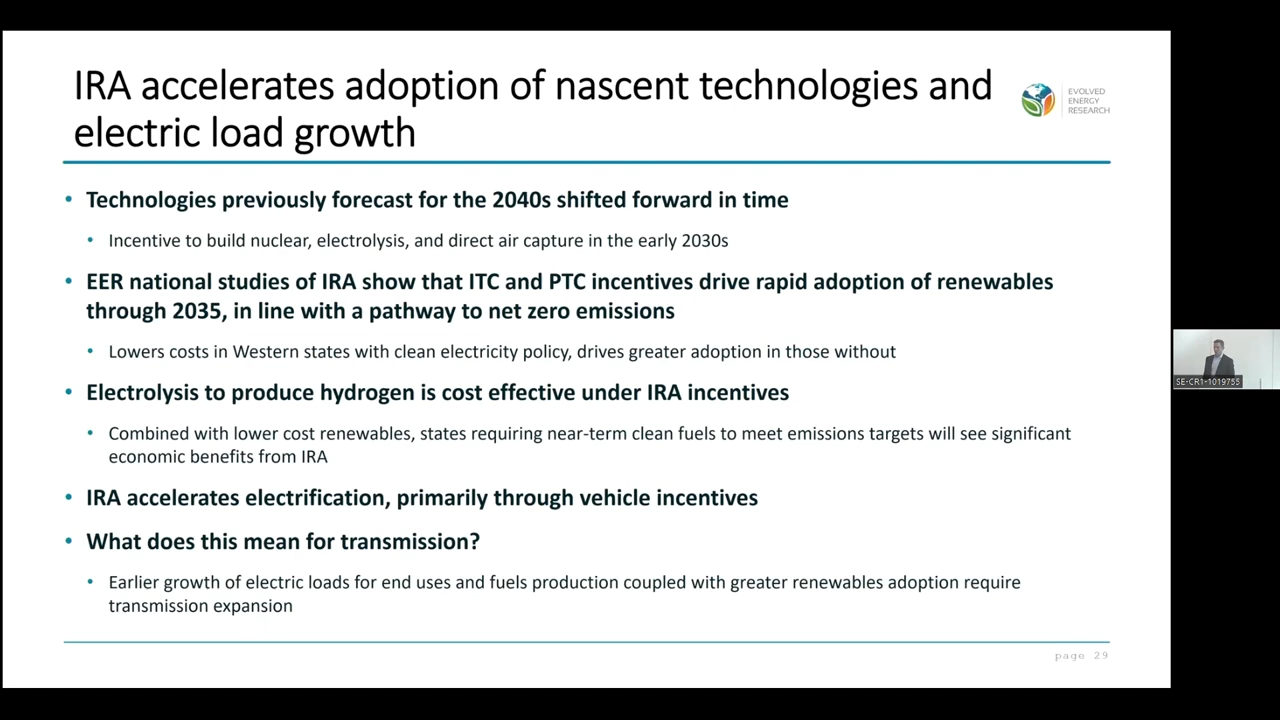 IRA accelerates adoption of nascent technologies and
electric load growth
EVOLVED
ENERGY
RESEARCH
• Technologies previously forecast for the 2040s shifted forward in time
• Incentive to build nuclear, electrolysis, and direct air capture in the early 2030s
• EER national studies of IRA show that ITC and PTC incentives drive rapid adoption of renewables
through 2035, in line with a pathway to net zero emissions
• Lowers costs in Western states with clean electricity policy, drives greater adoption in those without
• Electrolysis to produce hydrogen is cost effective under IRA incentives
• Combined with lower cost renewables, states requiring near-term clean fuels to meet emissions targets will see significant
economic benefits from IRA
• IRA accelerates electrification, primarily through vehicle incentives
• What does this mean for transmission?
• Earlier growth of electric loads for end uses and fuels production coupled with greater renewables adoption require
transmission expansion
page 29
SE-CR1-1019755